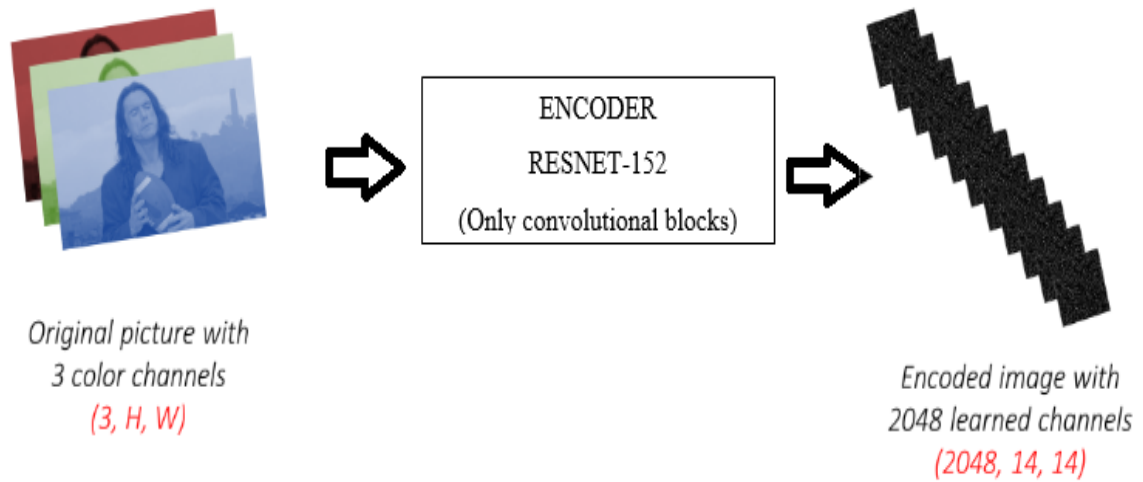 ENCODER
RESNET-152
(Only convolutional blocks)
Original picture with
3 color channels
(3, H, W)
Encoded image with
2048 learned channels
(2048, 14, 14)